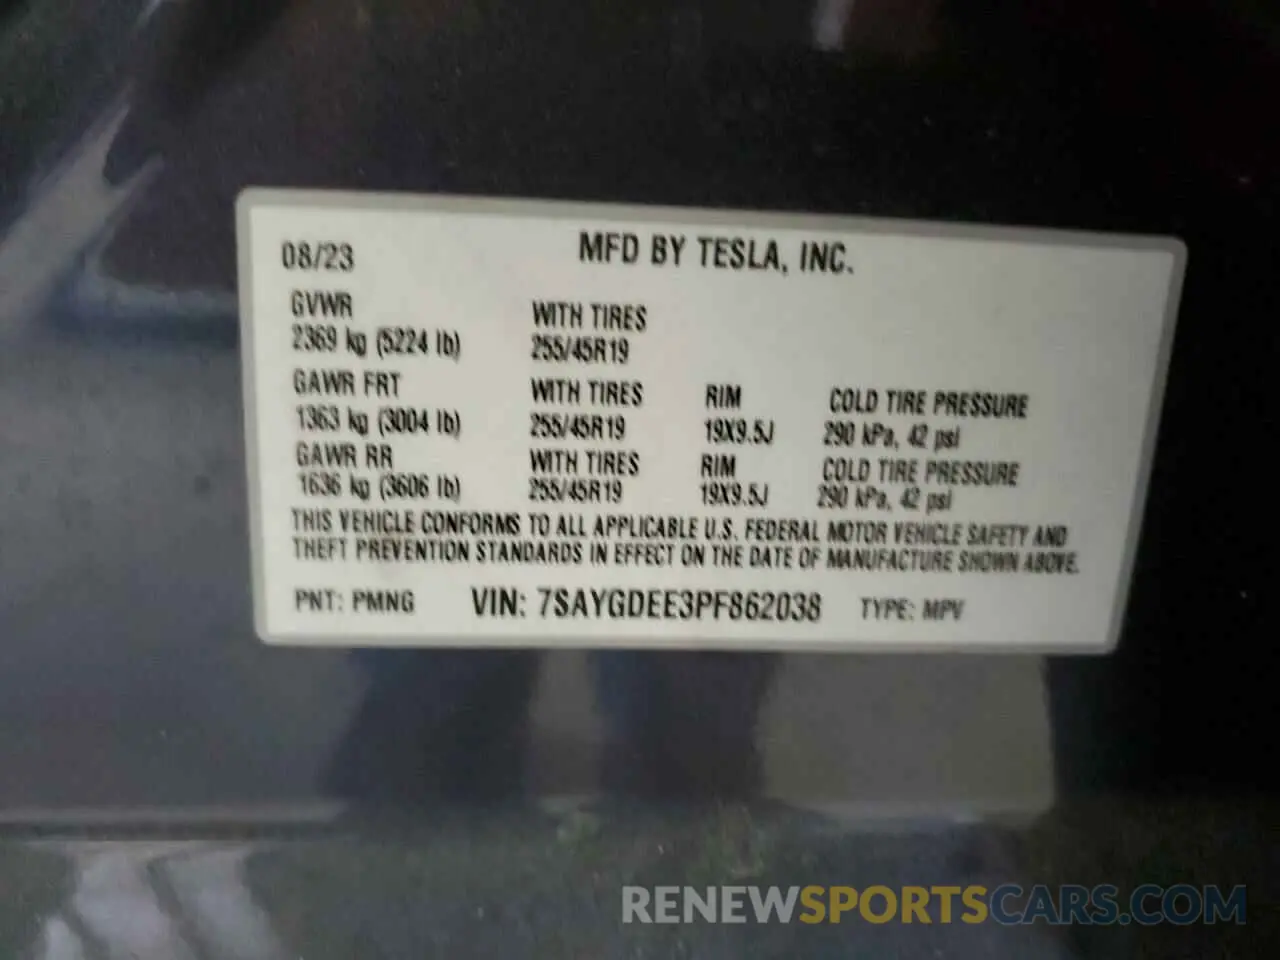 08/23 MFD BY TESLA, INC.
GVWR WITH TIRES
2369 kg (5224 lb) 255/45R19
GAWR FRT WITH TIRES RIM COLD TIRE PRESSURE
1363 kg (3004 lb) 255/45R19 19X9.5J 290 kPa, 42 psi
GAWR RR WITH TIRES RIM COLD TIRE PRESSURE
1636 kg (3606 lb) 255/45R19 19X9.5J 290 kPa, 42 psi
THIS VEHICLE CONFORMS TO ALL APPLICABLE U.S. FEDERAL MOTOR VEHICLE SAFETY AND
THEFT PREVENTION STANDARDS IN EFFECT ON THE DATE OF MANUFACTURE SHOWN ABOVE.
PNT: PMNG VIN: 7SAYGDEE3PF862038 TYPE: MPV
RENEWSPORTSCARS.COM